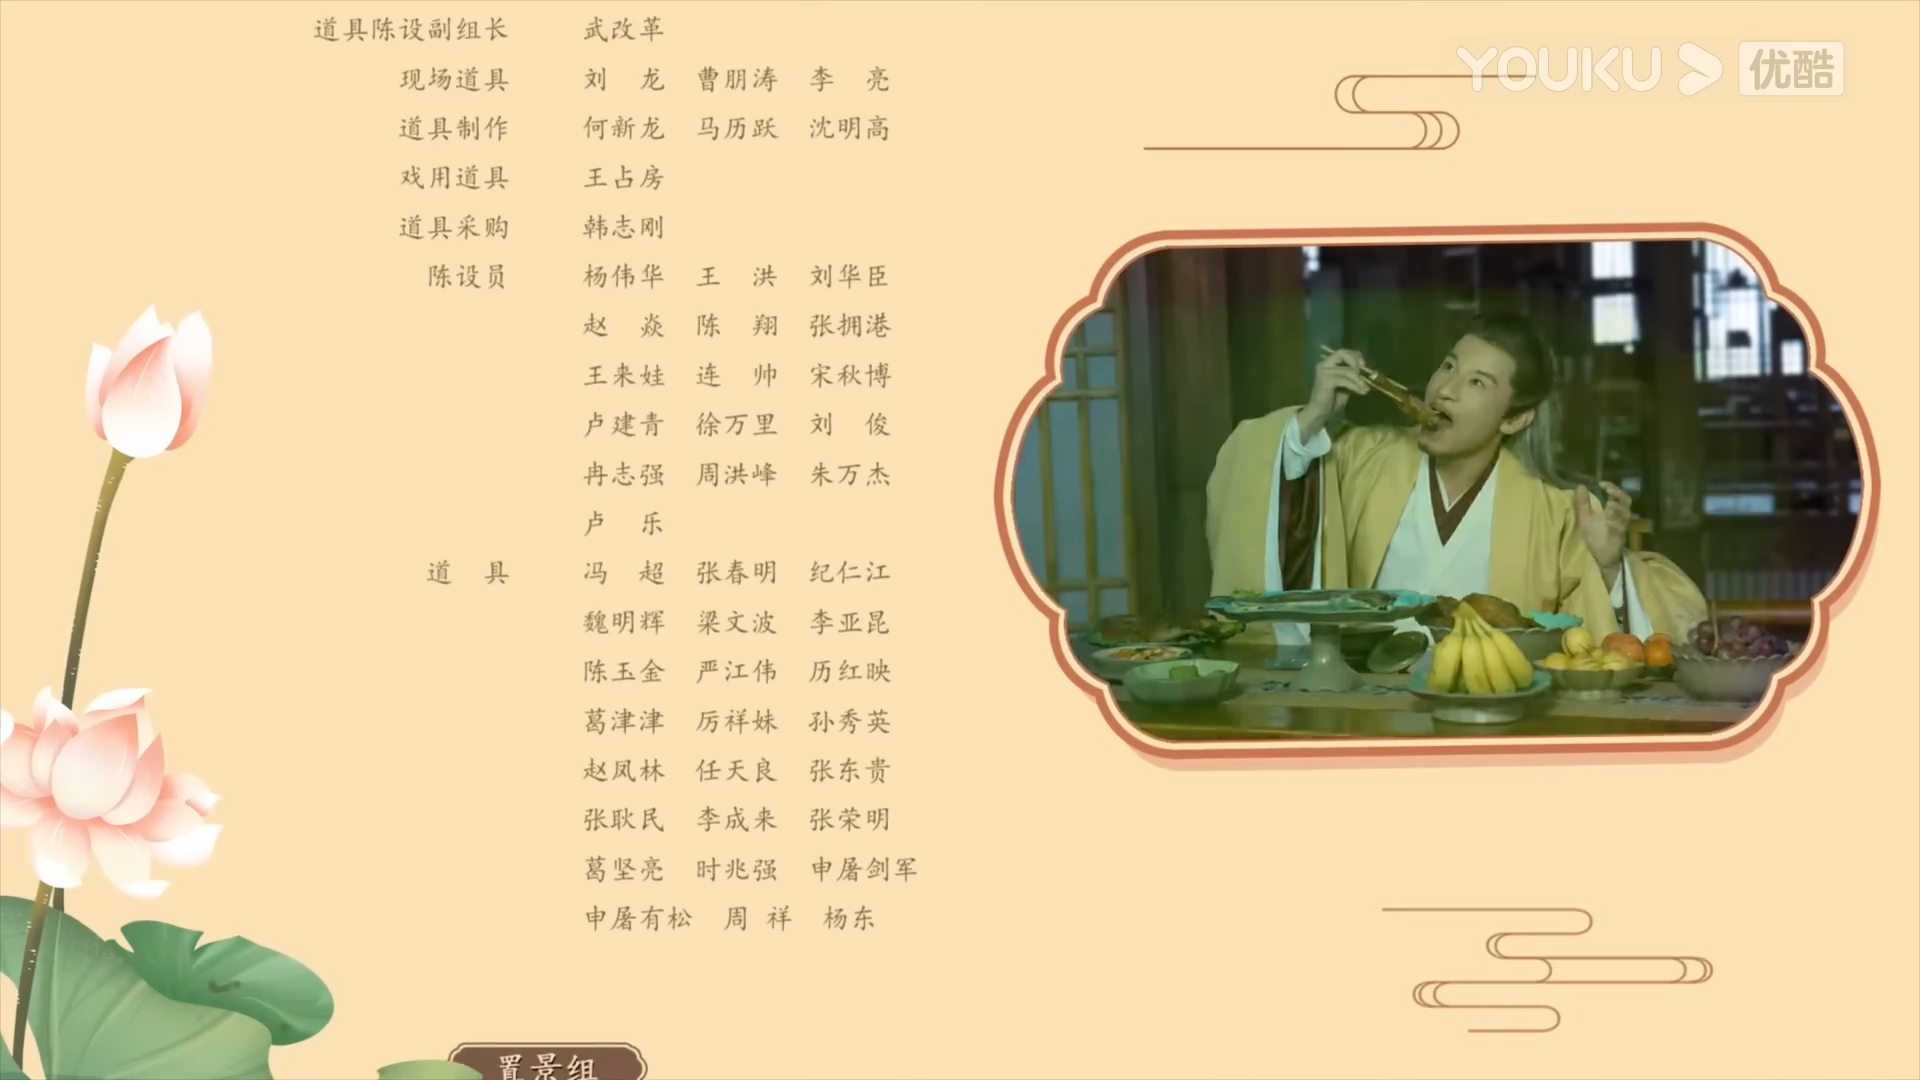 道具陈设副组长 武改革
YOUKU 优酷
现场道具 刘 龙 曹朋涛 李 亮
道具制作 何新龙 马历跃 沈明高
戏用道具 王占房
道具采购 韩志刚
陈设员 杨伟华 王 洪 刘华臣
赵 焱 陈 翔 张拥港
王来娃 连 帅 宋秋博
卢建青 徐万里 刘 俊
冉志强 周洪峰 朱万杰
卢 乐
道 具 冯 超 张春明 纪仁江
魏明辉 梁文波 李亚昆
陈玉金 严江伟 历红映
葛津津 厉祥妹 孙秀英
赵凤林 任天良 张东贵
张耿民 李成来 张荣明
葛坚亮 时兆强 申屠剑军
申屠有松 周 祥 杨东
置景组